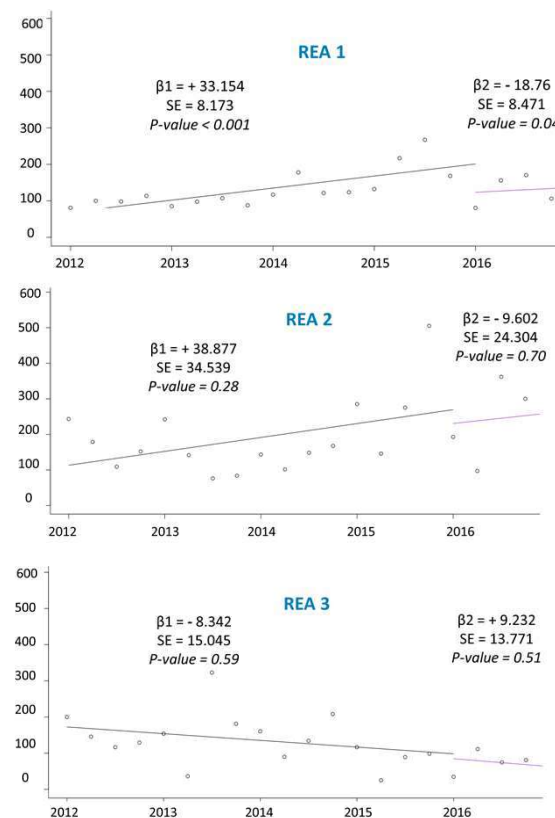 600
500
400
300
200
100
0
REA 1
β1 = + 33.154
SE = 8.173
P-value < 0.001
β2 = - 18.76
SE = 8.471
P-value = 0.04
2012 2013 2014 2015 2016
600
500
400
300
200
100
0
REA 2
β1 = + 38.877
SE = 34.539
P-value = 0.28
β2 = - 9.602
SE = 24.304
P-value = 0.70
2012 2013 2014 2015 2016
600
500
400
300
200
100
0
REA 3
β1 = - 8.342
SE = 15.045
P-value = 0.59
β2 = + 9.232
SE = 13.771
P-value = 0.51
2012 2013 2014 2015 2016